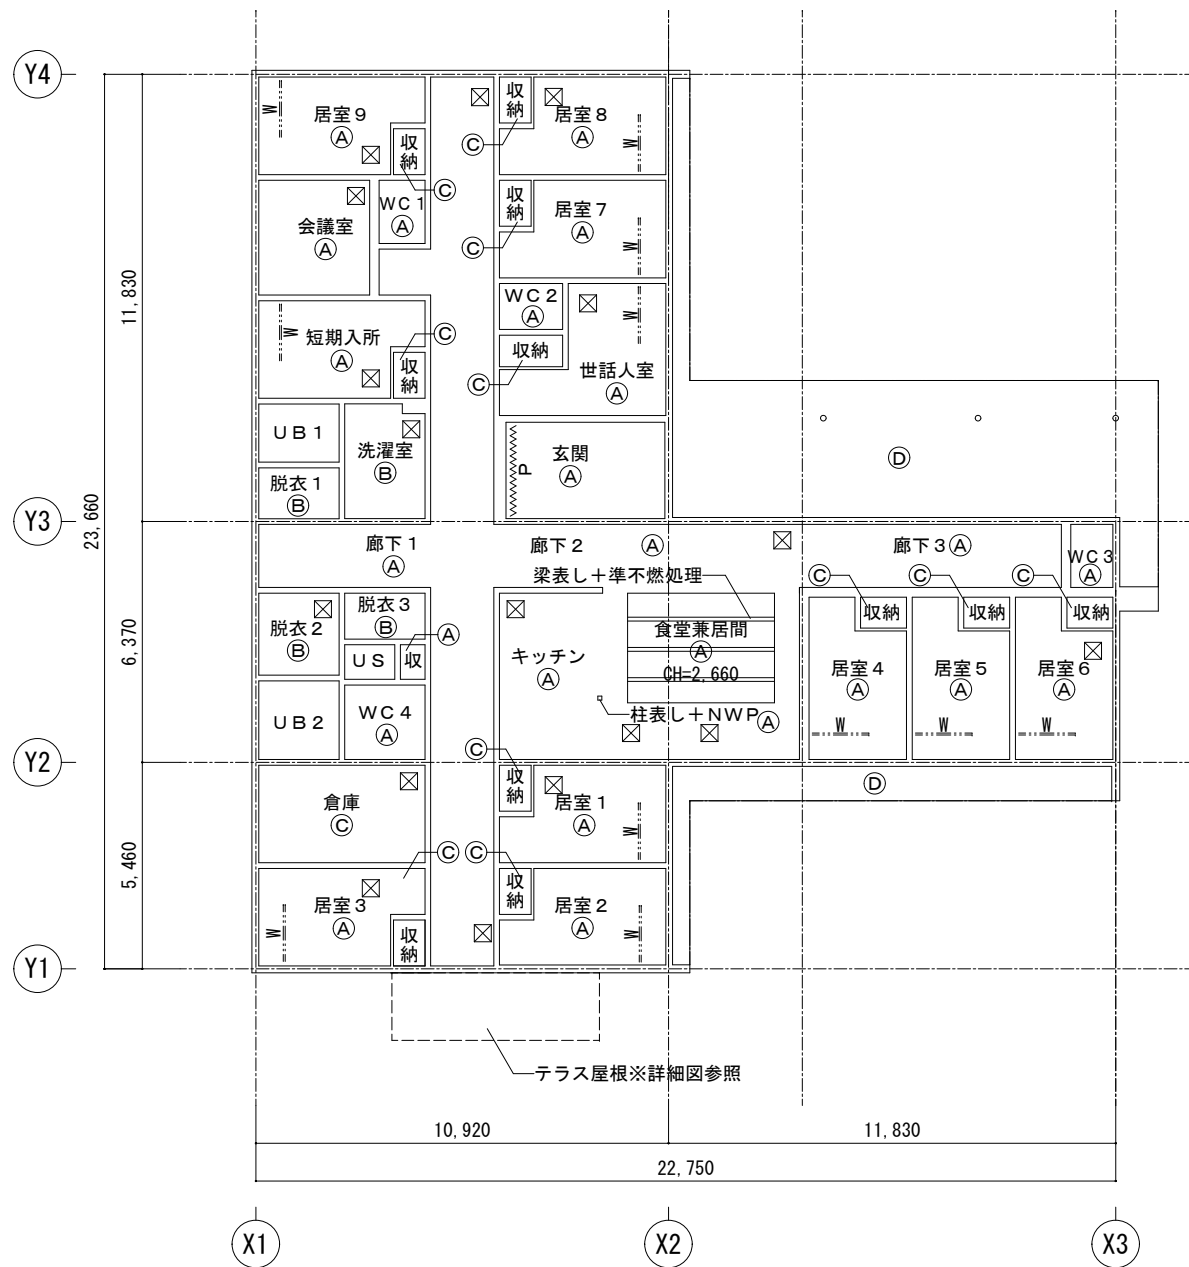 Y4
居室9
Ⓐ
W
収納
Ⓒ
収納
Ⓒ
居室8
Ⓐ
W
会議室
Ⓐ
WC1
Ⓐ
収納
Ⓒ
居室7
Ⓐ
W
11,830
短期入所
Ⓐ
W
収納
Ⓒ
WC2
Ⓐ
収納
Ⓒ
世話人室
Ⓐ
W
UB1
洗濯室
Ⓑ
脱衣1
Ⓑ
玄関
Ⓐ
P
Ⓓ
23,660
Y3
廊下1
Ⓐ
廊下2
Ⓐ
廊下3Ⓐ
WC3
Ⓐ
梁表し+準不燃処理
Ⓒ
Ⓒ
Ⓒ
収納
収納
収納
6,370
脱衣2
Ⓑ
脱衣3
Ⓑ
Ⓐ
US
収
UB2
WC4
Ⓐ
キッチン
Ⓐ
食堂兼居間
Ⓐ
CH=2,660
柱表し+NWPⒶ
居室4
Ⓐ
W
居室5
Ⓐ
W
居室6
Ⓐ
W
Y2
倉庫
Ⓒ
Ⓒ
収納
居室1
Ⓐ
W
Ⓓ
5,460
居室3
Ⓐ
W
Ⓒ
収納
Ⓒ
収納
居室2
Ⓐ
W
Y1
テラス屋根※詳細図参照
10,920
11,830
22,750
X1
X2
X3